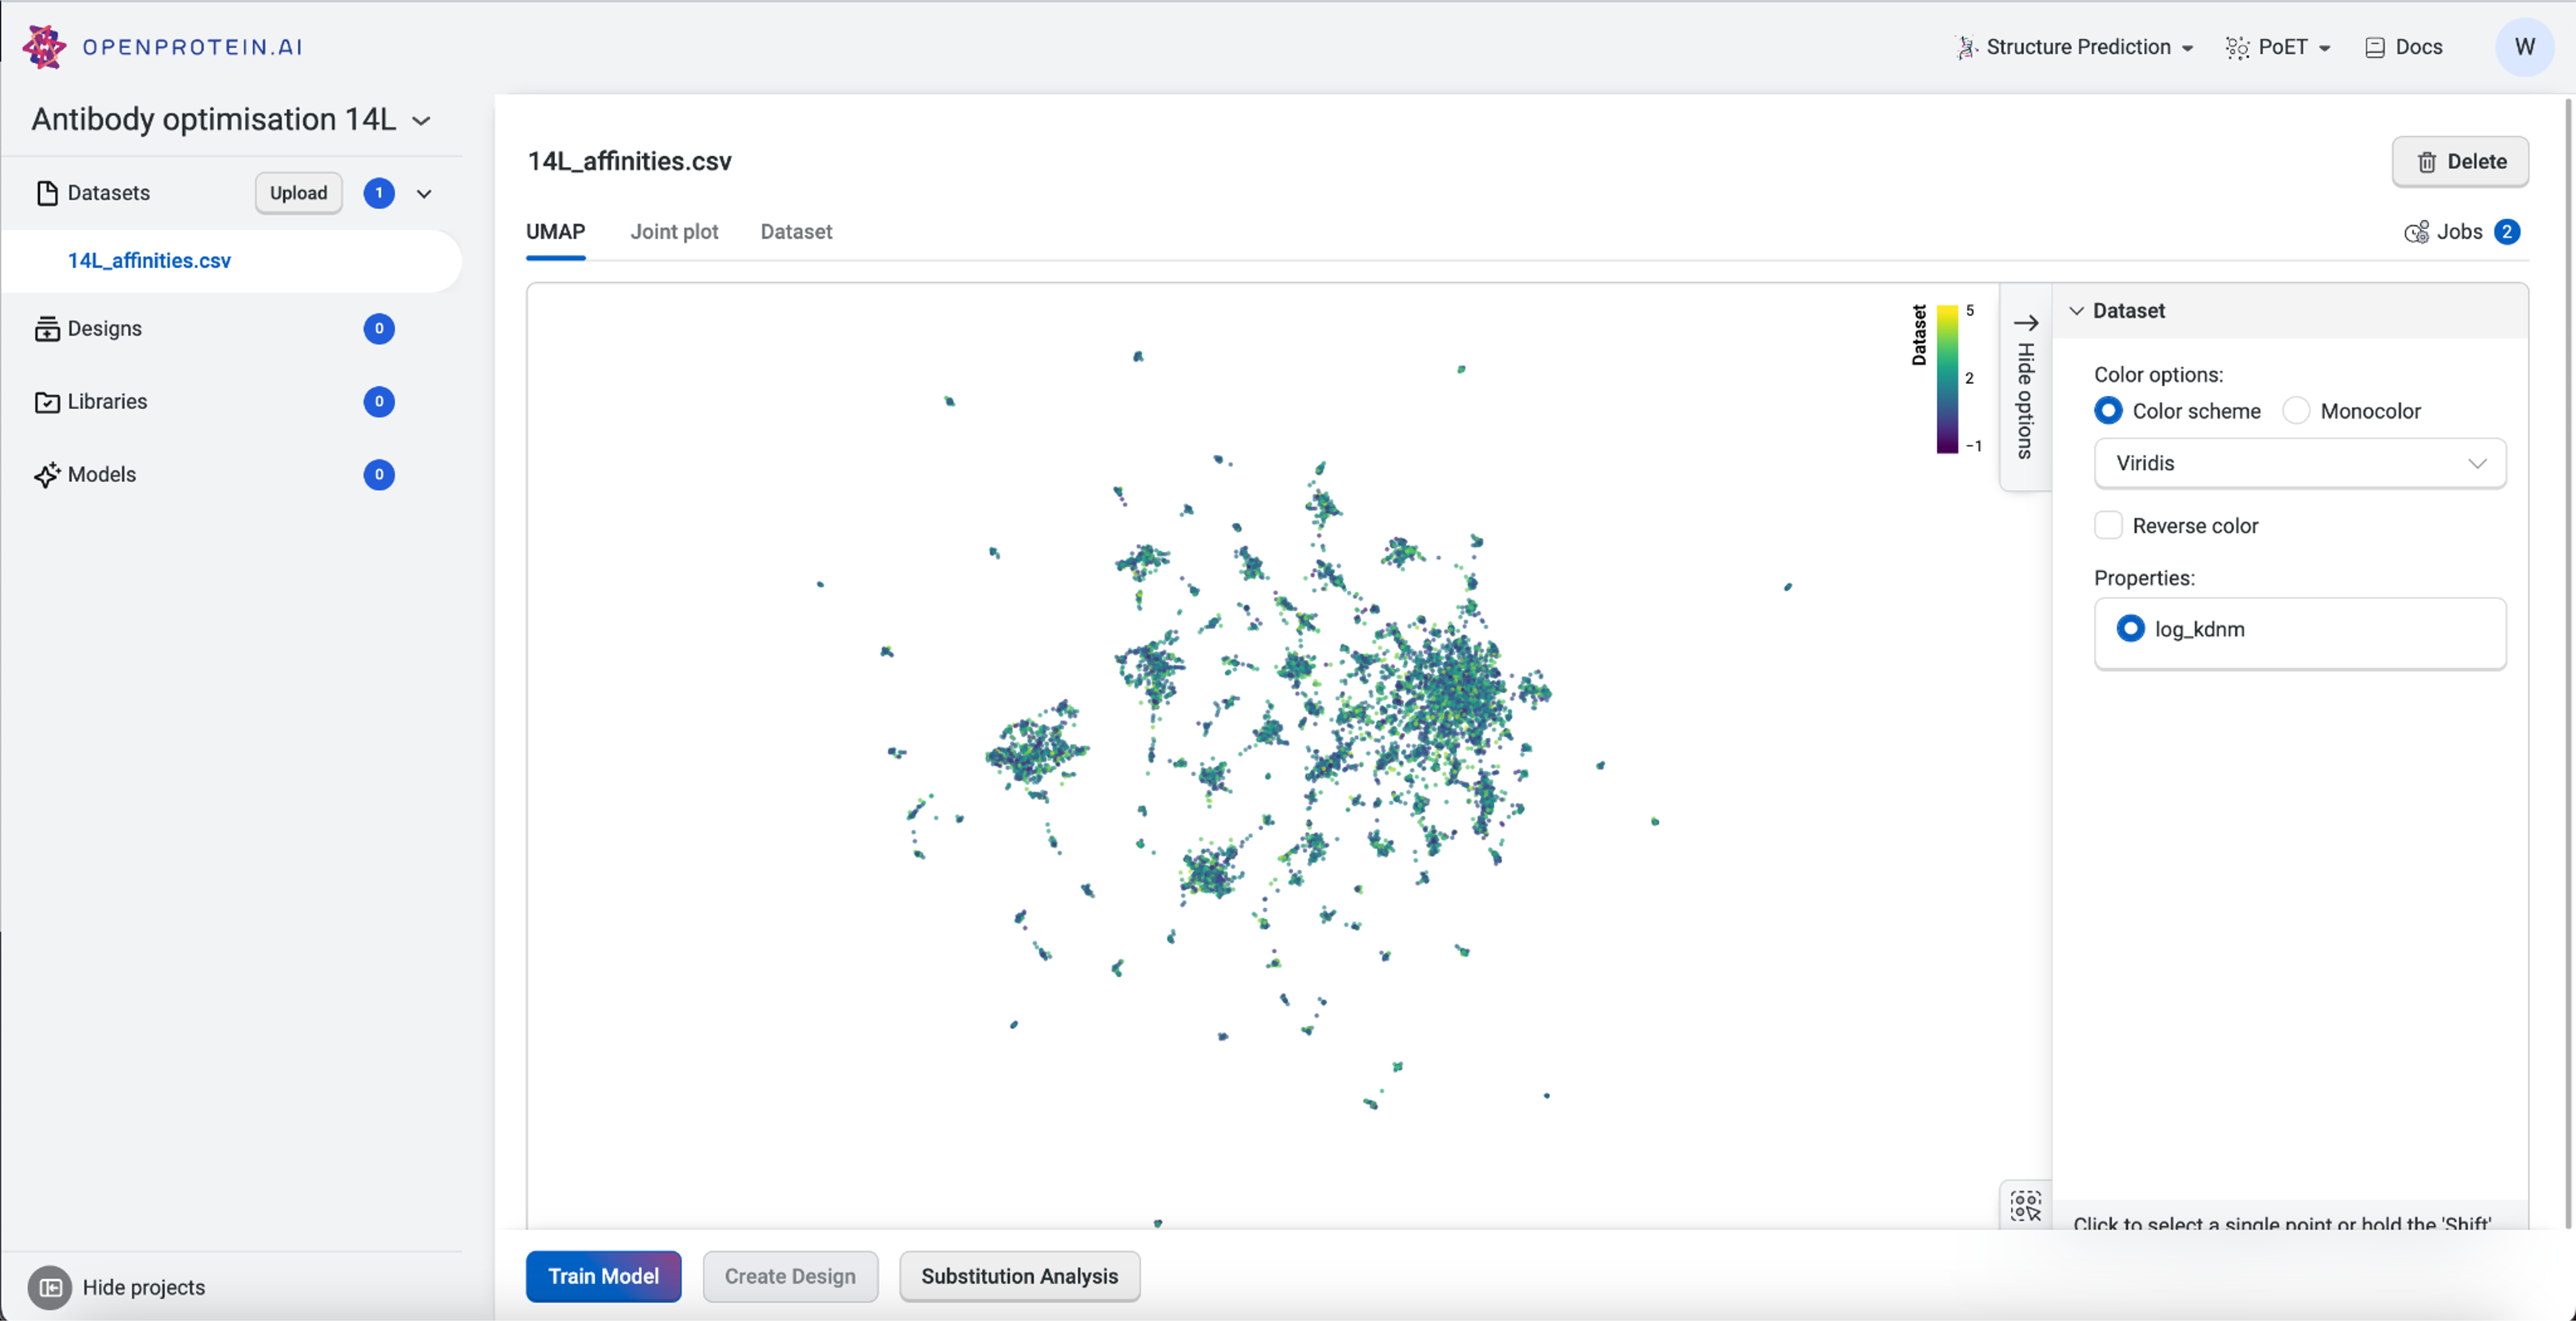 OPENPROTEIN.AI
Structure Prediction
PoET
Docs
W
Antibody optimisation 14L
Datasets
Upload
1
14L_affinities.csv
Designs
0
Libraries
0
Models
0
Hide projects
14L_affinities.csv
Delete
UMAP
Joint plot
Dataset
Jobs
2
Dataset
5
2
−1
Hide options
Dataset
Color options:
Color scheme
Monocolor
Viridis
Reverse color
Properties:
log_kdnm
Click to select a single point or hold the 'Shift'
Train Model
Create Design
Substitution Analysis